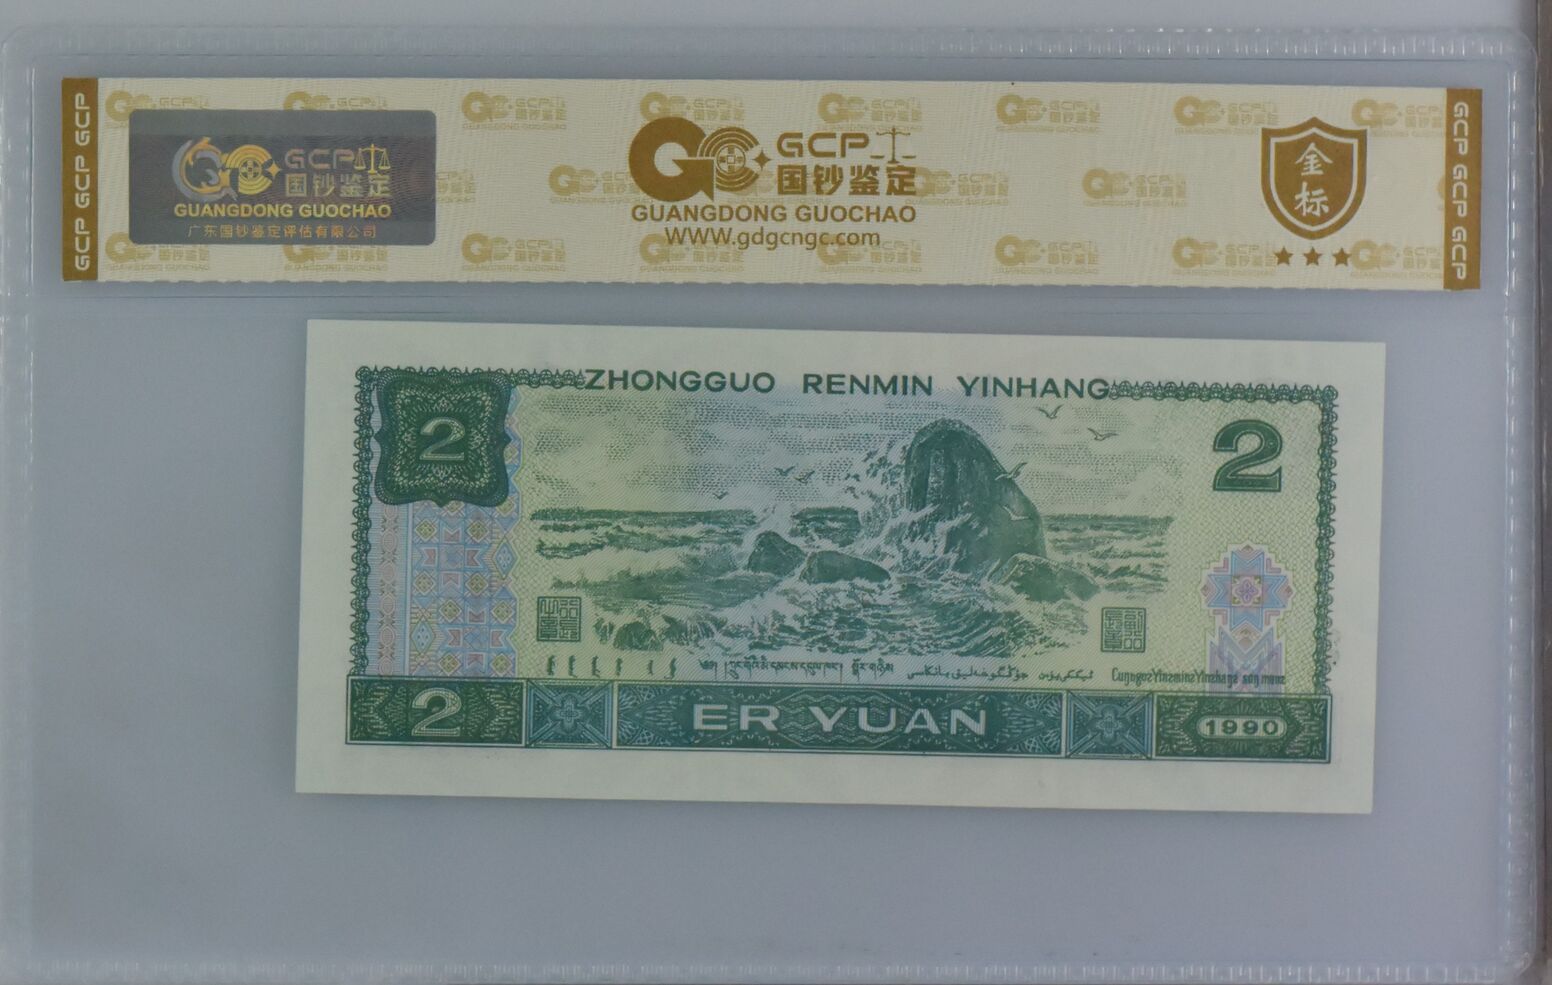 GCP GCP GCP
GCP 国钞鉴定
GUANGDONG GUOCHAO
广东国钞鉴定评估有限公司
GCP
国钞鉴定
GUANGDONG GUOCHAO
WWW.gdgcngc.com
金标
GCP GCP GCP
ZHONGGUO RENMIN YINHANG
2
2
2
ER YUAN
1990